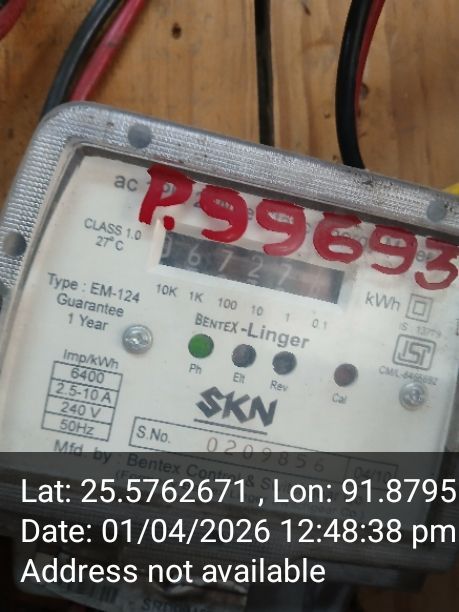 ac
P.99693
CLASS 1.0
27°C
6727
10K 1K 100 10 1 0.1
kWh
Type : EM-124
Guarantee
1 Year
BENTEX-Linger
Ph Elt Rev Cal
Imp/kWh
6400
2.5-10 A
240 V
50Hz
SKN
S.No. 0209856
Mfd. by : Bentex Control &
Lat: 25.5762671 , Lon: 91.8795
Date: 01/04/2026 12:48:38 pm
Address not available